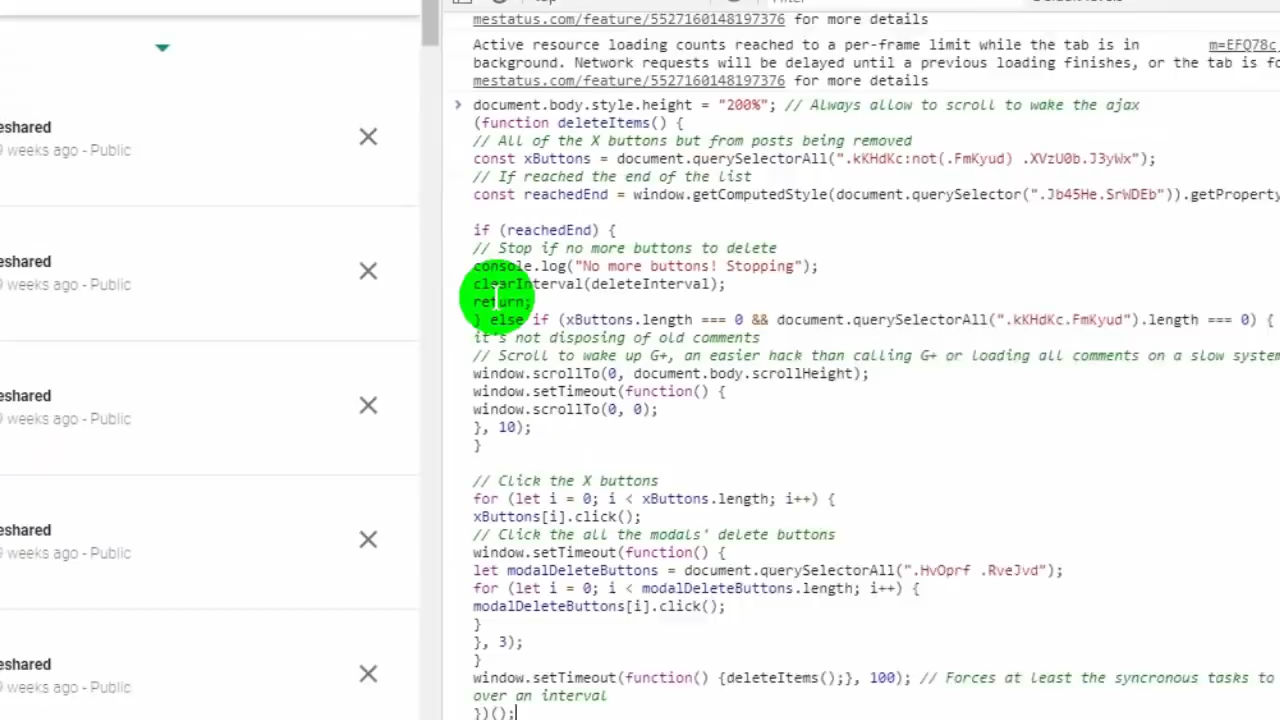 eshared
9 weeks ago - Public
eshared
9 weeks ago - Public
eshared
9 weeks ago - Public
eshared
9 weeks ago - Public
eshared
9 weeks ago - Public
mestatus.com/feature/5527160148197376 for more details
Active resource loading counts reached to a per-frame limit while the tab is in m=EFQ78c
background. Network requests will be delayed until a previous loading finishes, or the tab is fo
mestatus.com/feature/5527160148197376 for more details
> document.body.style.height = "200%"; // Always allow to scroll to wake the ajax
(function deleteItems() {
// All of the X buttons but from posts being removed
const xButtons = document.querySelectorAll(".kKHdKc:not(.FmKyud) .XVzU0b.J3yWx");
// If reached the end of the list
const reachedEnd = window.getComputedStyle(document.querySelector(".Jb45He.SrWDEb")).getProperty
if (reachedEnd) {
// Stop if no more buttons to delete
console.log("No more buttons! Stopping");
clearInterval(deleteInterval);
return;
} else if (xButtons.length === 0 && document.querySelectorAll(".kKHdKc.FmKyud").length === 0) {
it's not disposing of old comments
// Scroll to wake up G+, an easier hack than calling G+ or loading all comments on a slow system
window.scrollTo(0, document.body.scrollHeight);
window.setTimeout(function() {
window.scrollTo(0, 0);
}, 10);
}
// Click the X buttons
for (let i = 0; i < xButtons.length; i++) {
xButtons[i].click();
// Click the all the modals' delete buttons
window.setTimeout(function() {
let modalDeleteButtons = document.querySelectorAll(".HvOprf .RveJvd");
for (let i = 0; i < modalDeleteButtons.length; i++) {
modalDeleteButtons[i].click();
}
}, 3);
}
window.setTimeout(function() {deleteItems();}, 100); // Forces at least the syncronous tasks to
over an interval
})();